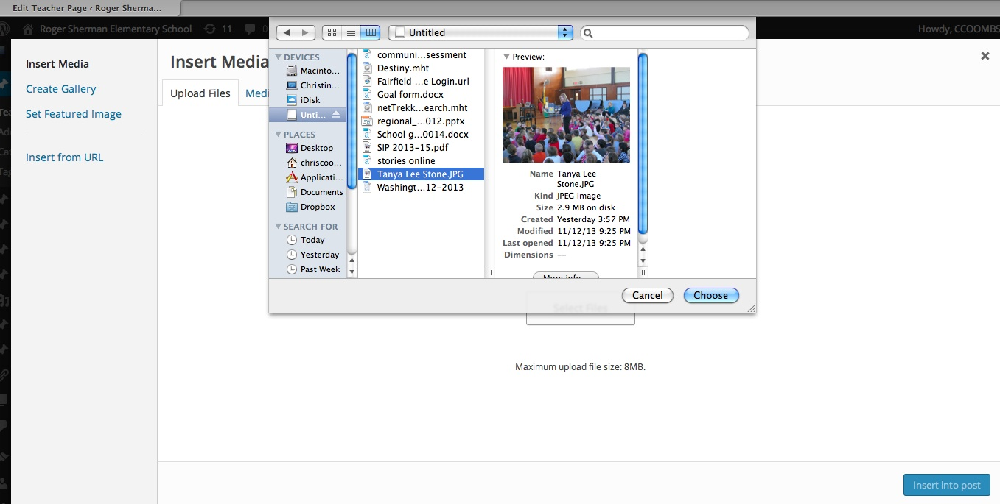 Edit Teacher Page ‹ Roger Sherma...
Roger Sherman Elementary School 11 0
Howdy, CCOOMBS
Insert Media
Create Gallery
Set Featured Image
Insert from URL
Insert Media
Upload Files Medi
Untitled
DEVICES
Macinto...
Christin...
iDisk
Unti...
PLACES
Desktop
chriscoo...
Applicati...
Documents
Dropbox
SEARCH FOR
Today
Yesterday
Past Week
communi...sessment
Destiny.mht
Fairfield ...e Login.url
Goal form.docx
netTrekk...earch.mht
regional_...012.pptx
School g...0014.docx
SIP 2013-15.pdf
stories online
Tanya Lee Stone.JPG
Washingt...12-2013
Preview:
Name Tanya Lee
Stone.JPG
Kind JPEG image
Size 2.9 MB on disk
Created Yesterday 3:57 PM
Modified 11/12/13 9:25 PM
Last opened 11/12/13 9:25 PM
Dimensions --
More info...
Cancel Choose
Select Files
Maximum upload file size: 8MB.
Insert into post